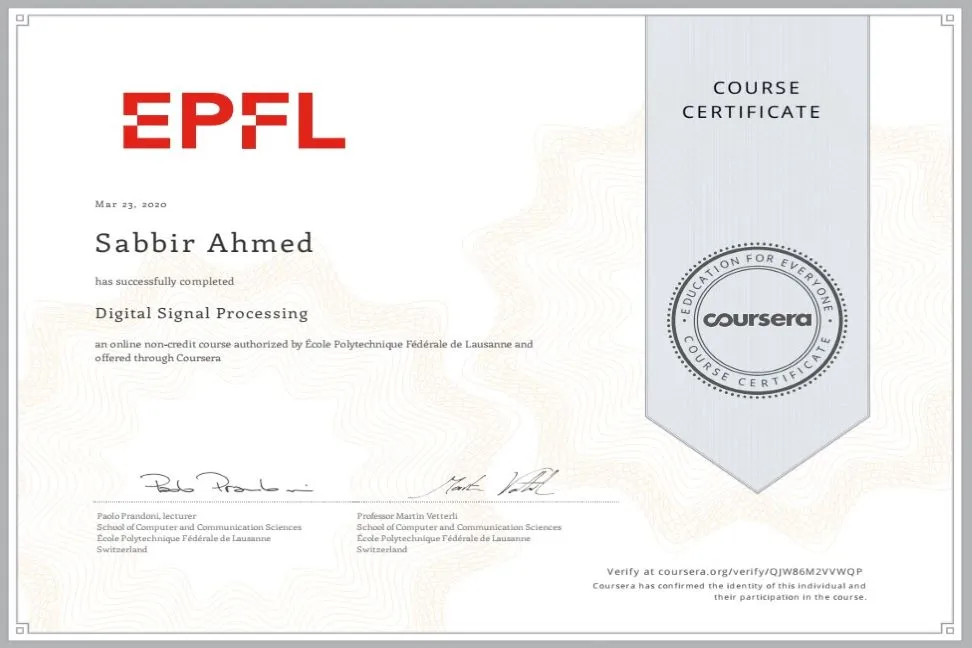 EPFL
COURSE
CERTIFICATE
Mar 23, 2020
Sabbir Ahmed
has successfully completed
Digital Signal Processing
an online non-credit course authorized by École Polytechnique Fédérale de Lausanne and
offered through Coursera
EDUCATION FOR EVERYONE
coursera
COURSE CERTIFICATE
Paolo Prandoni, lecturer
School of Computer and Communication Sciences
École Polytechnique Fédérale de Lausanne
Switzerland
Professor Martin Vetterli
School of Computer and Communication Sciences
École Polytechnique Fédérale de Lausanne
Switzerland
Verify at coursera.org/verify/QJW86M2VVWQP
Coursera has confirmed the identity of this individual and
their participation in the course.